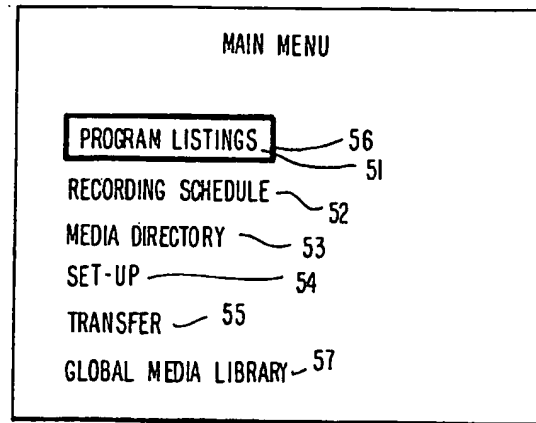 MAIN MENU
PROGRAM LISTINGS 56
51
RECORDING SCHEDULE 52
MEDIA DIRECTORY 53
SET-UP 54
TRANSFER 55
GLOBAL MEDIA LIBRARY 57